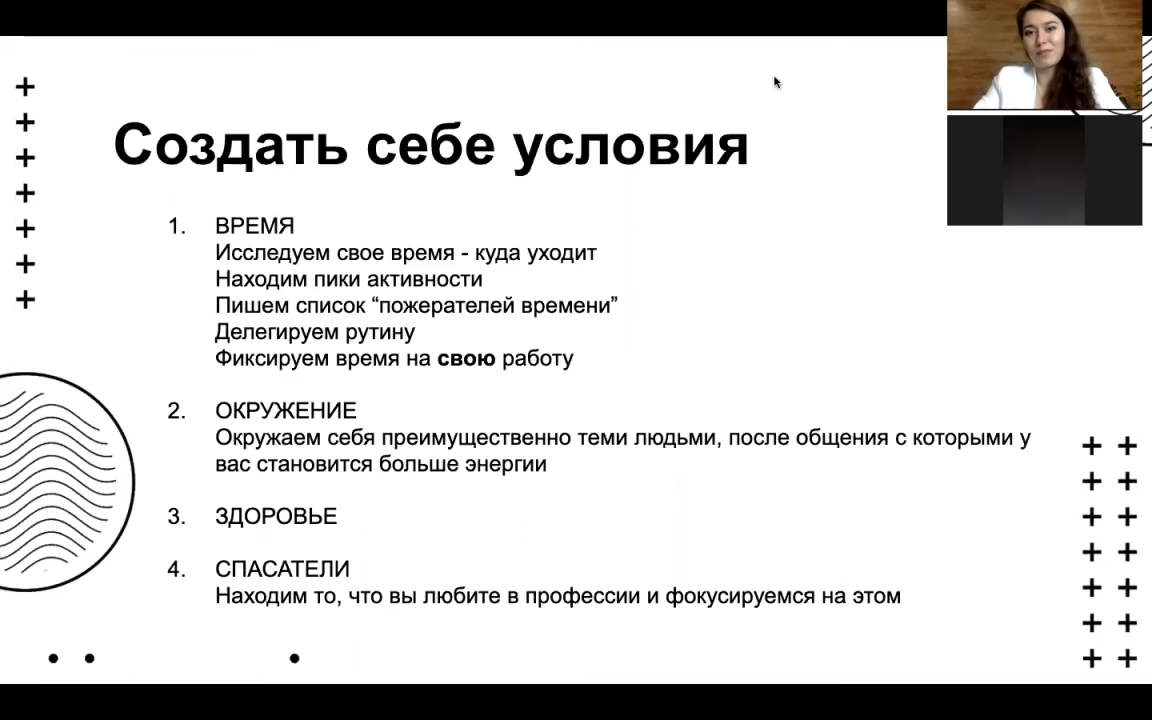 Создать себе условия
1. ВРЕМЯ
Исследуем свое время - куда уходит
Находим пики активности
Пишем список “пожерателей времени”
Делегируем рутину
Фиксируем время на свою работу
2. ОКРУЖЕНИЕ
Окружаем себя преимущественно теми людьми, после общения с которыми у
вас становится больше энергии
3. ЗДОРОВЬЕ
4. СПАСАТЕЛИ
Находим то, что вы любите в профессии и фокусируемся на этом